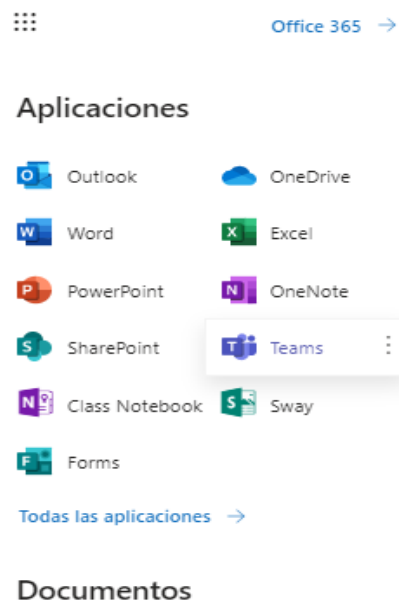 Office 365
Aplicaciones
Outlook OneDrive
Word Excel
PowerPoint OneNote
SharePoint Teams
Class Notebook Sway
Forms
Todas las aplicaciones
Documentos